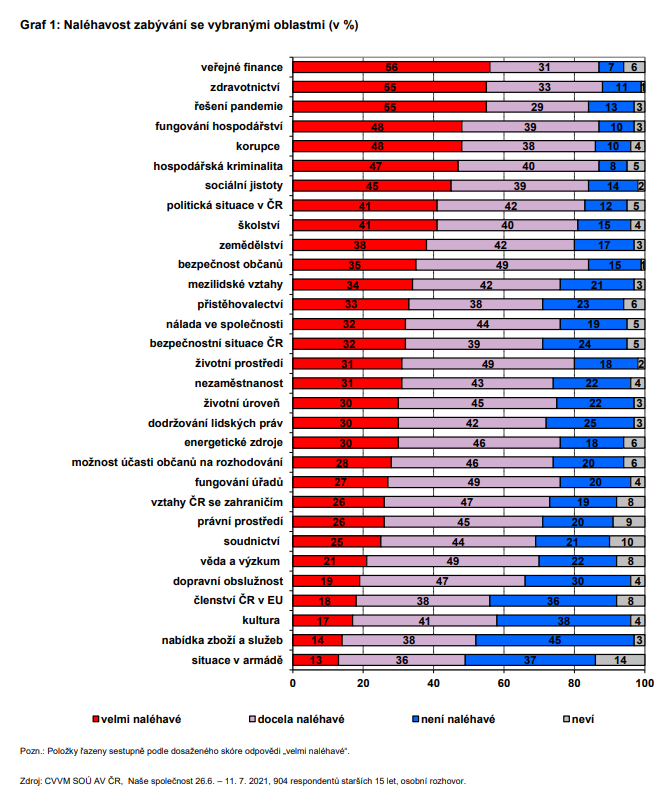 Graf 1: Naléhavost zabývání se vybranými oblastmi (v %)
veřejné finance 56 31 7 6
zdravotnictví 55 33 11 1
řešení pandemie 55 29 13 3
fungování hospodářství 48 39 10 3
korupce 48 38 10 4
hospodářská kriminalita 47 40 8 5
sociální jistoty 45 39 14 2
politická situace v ČR 41 42 12 5
školství 41 40 15 4
zemědělství 38 42 17 3
bezpečnost občanů 35 49 15 1
mezilidské vztahy 34 42 21 3
přistěhovalectví 33 38 23 6
nálada ve společnosti 32 44 19 5
bezpečnostní situace ČR 32 39 24 5
životní prostředí 31 49 18 2
nezaměstnanost 31 43 22 4
životní úroveň 30 45 22 3
dodržování lidských práv 30 42 25 3
energetické zdroje 30 46 18 6
možnost účasti občanů na rozhodování 28 46 20 6
fungování úřadů 27 49 20 4
vztahy ČR se zahraničím 26 47 19 8
právní prostředí 26 45 20 9
soudnictví 25 44 21 10
věda a výzkum 21 49 22 8
dopravní obslužnost 19 47 30 4
členství ČR v EU 18 38 36 8
kultura 17 41 38 4
nabídka zboží a služeb 14 38 45 3
situace v armádě 13 36 37 14
0 20 40 60 80 100
velmi naléhavé docela naléhavé není naléhavé neví
Pozn.: Položky řazeny sestupně podle dosaženého skóre odpovědi „velmi naléhavé“.
Zdroj: CVVM SOÚ AV ČR, Naše společnost 26.6. – 11. 7. 2021, 904 respondentů starších 15 let, osobní rozhovor.